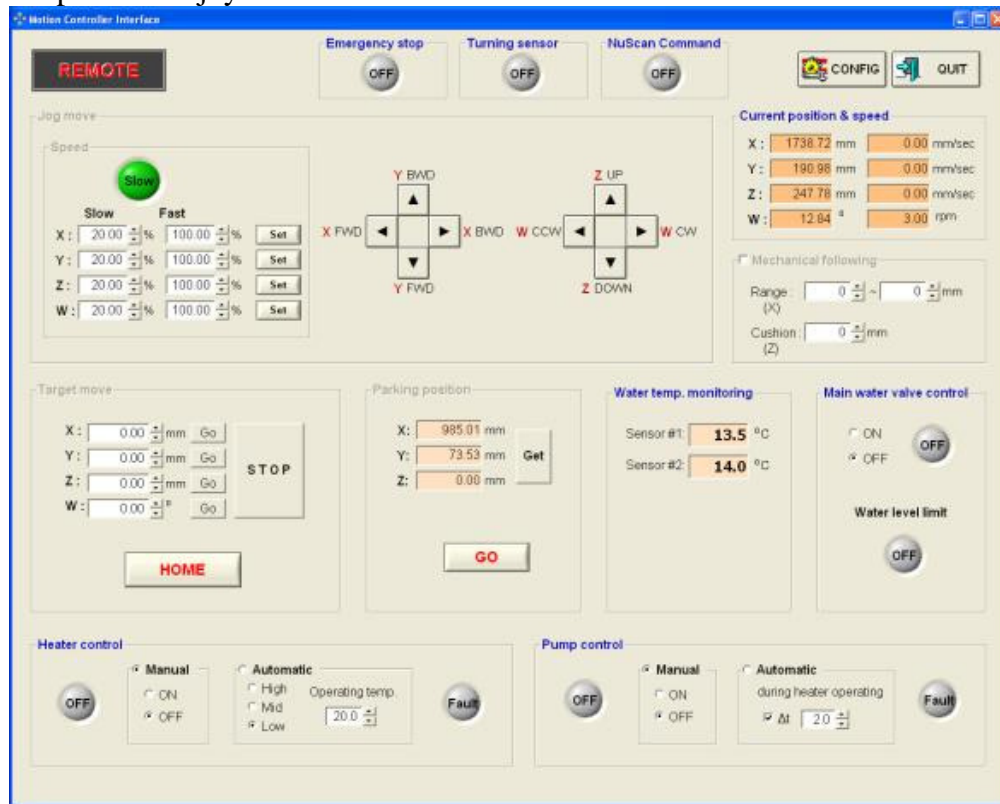 Motion Controller Interface
REMOTE
Emergency stop
OFF
Turning sensor
OFF
NuScan Command
OFF
CONFIG
QUIT
Jog move
Speed
Slow
Slow Fast
X : 20.00 % 100.00 % Set
Y : 20.00 % 100.00 % Set
Z : 20.00 % 100.00 % Set
W : 20.00 % 100.00 % Set
Y BWD
X FWD
X BWD
Y FWD
Z UP
W CCW
W CW
Z DOWN
Current position & speed
X : 1738.72 mm 0.00 mm/sec
Y : 190.98 mm 0.00 mm/sec
Z : 247.78 mm 0.00 mm/sec
W : 12.84 ° 3.00 rpm
Mechanical following
Range : 0 ~ 0 mm
(X)
Cushion : 0 mm
(Z)
Target move
X : 0.00 mm Go
Y : 0.00 mm Go
Z : 0.00 mm Go
W : 0.00 ° Go
STOP
HOME
Parking position
X: 985.01 mm
Y: 73.53 mm
Z: 0.00 mm
Get
GO
Water temp. monitoring
Sensor #1: 13.5 °C
Sensor #2: 14.0 °C
Main water valve control
ON
OFF
OFF
Water level limit
OFF
Heater control
OFF
Manual
ON
OFF
Automatic
High
Mid
Low
Operating temp.
20.0
Fault
Pump control
OFF
Manual
ON
OFF
Automatic
during heater operating
Δt 2.0
Fault